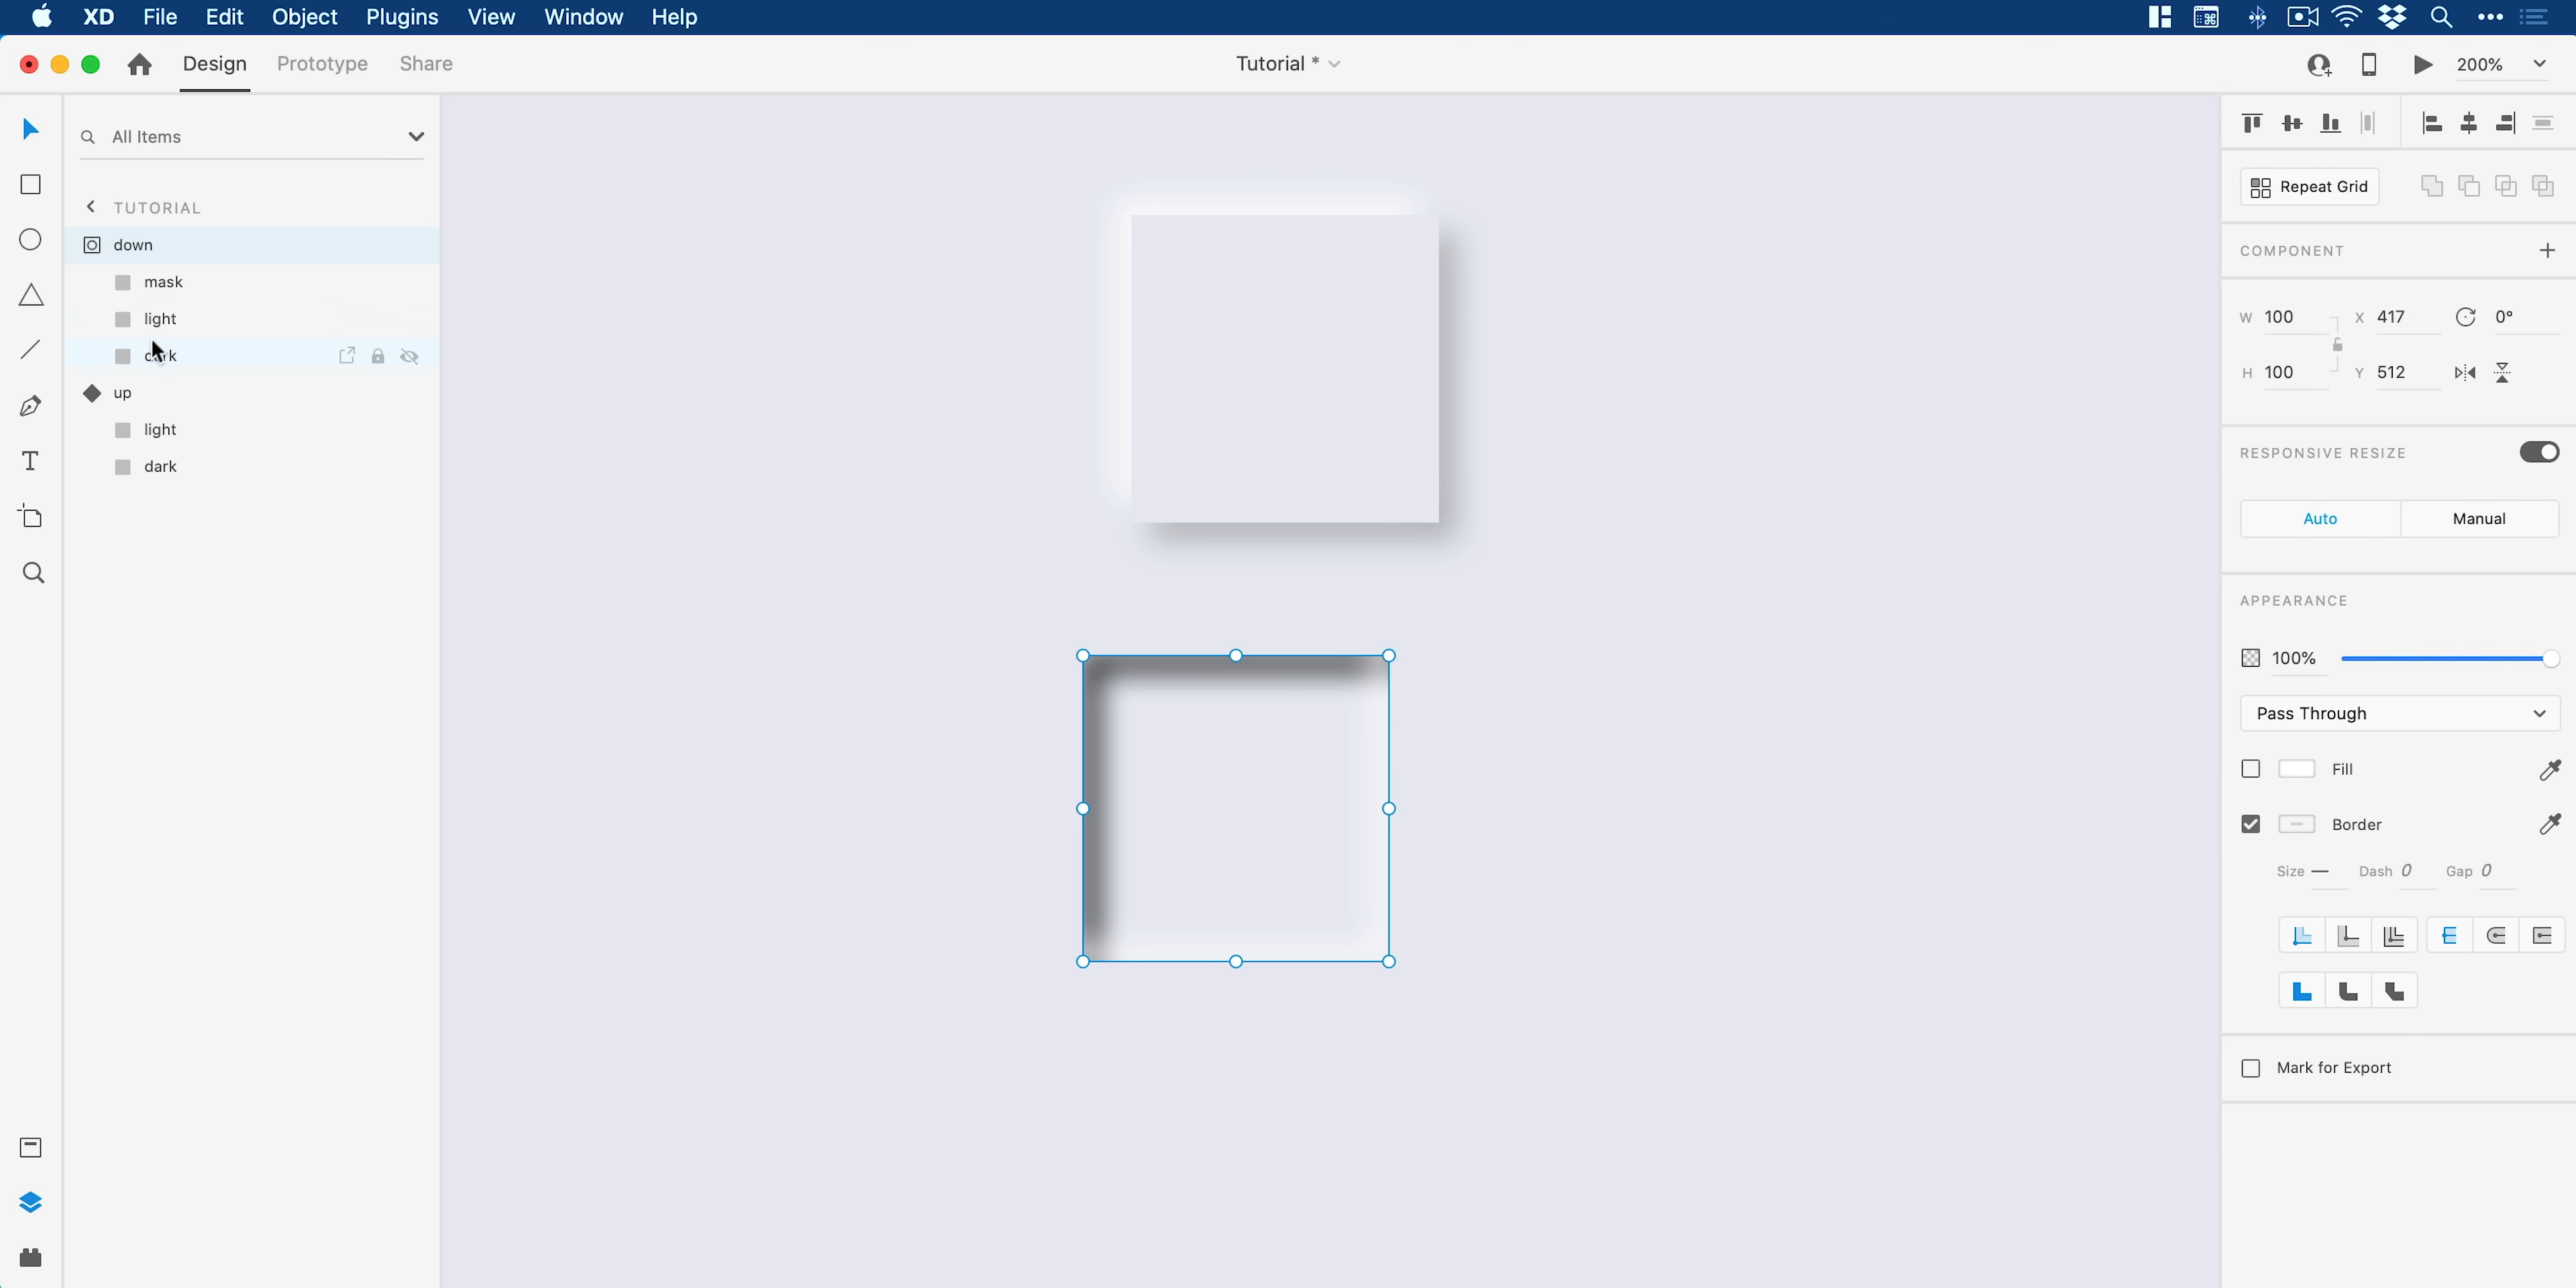 XD File Edit Object Plugins View Window Help
Design Prototype Share
Tutorial *
200%
All Items
TUTORIAL
down
mask
light
dark
up
light
dark
Repeat Grid
COMPONENT
W 100 X 417 0°
H 100 Y 512
RESPONSIVE RESIZE
Auto Manual
APPEARANCE
100%
Pass Through
Fill
Border
Size — Dash 0 Gap 0
Mark for Export